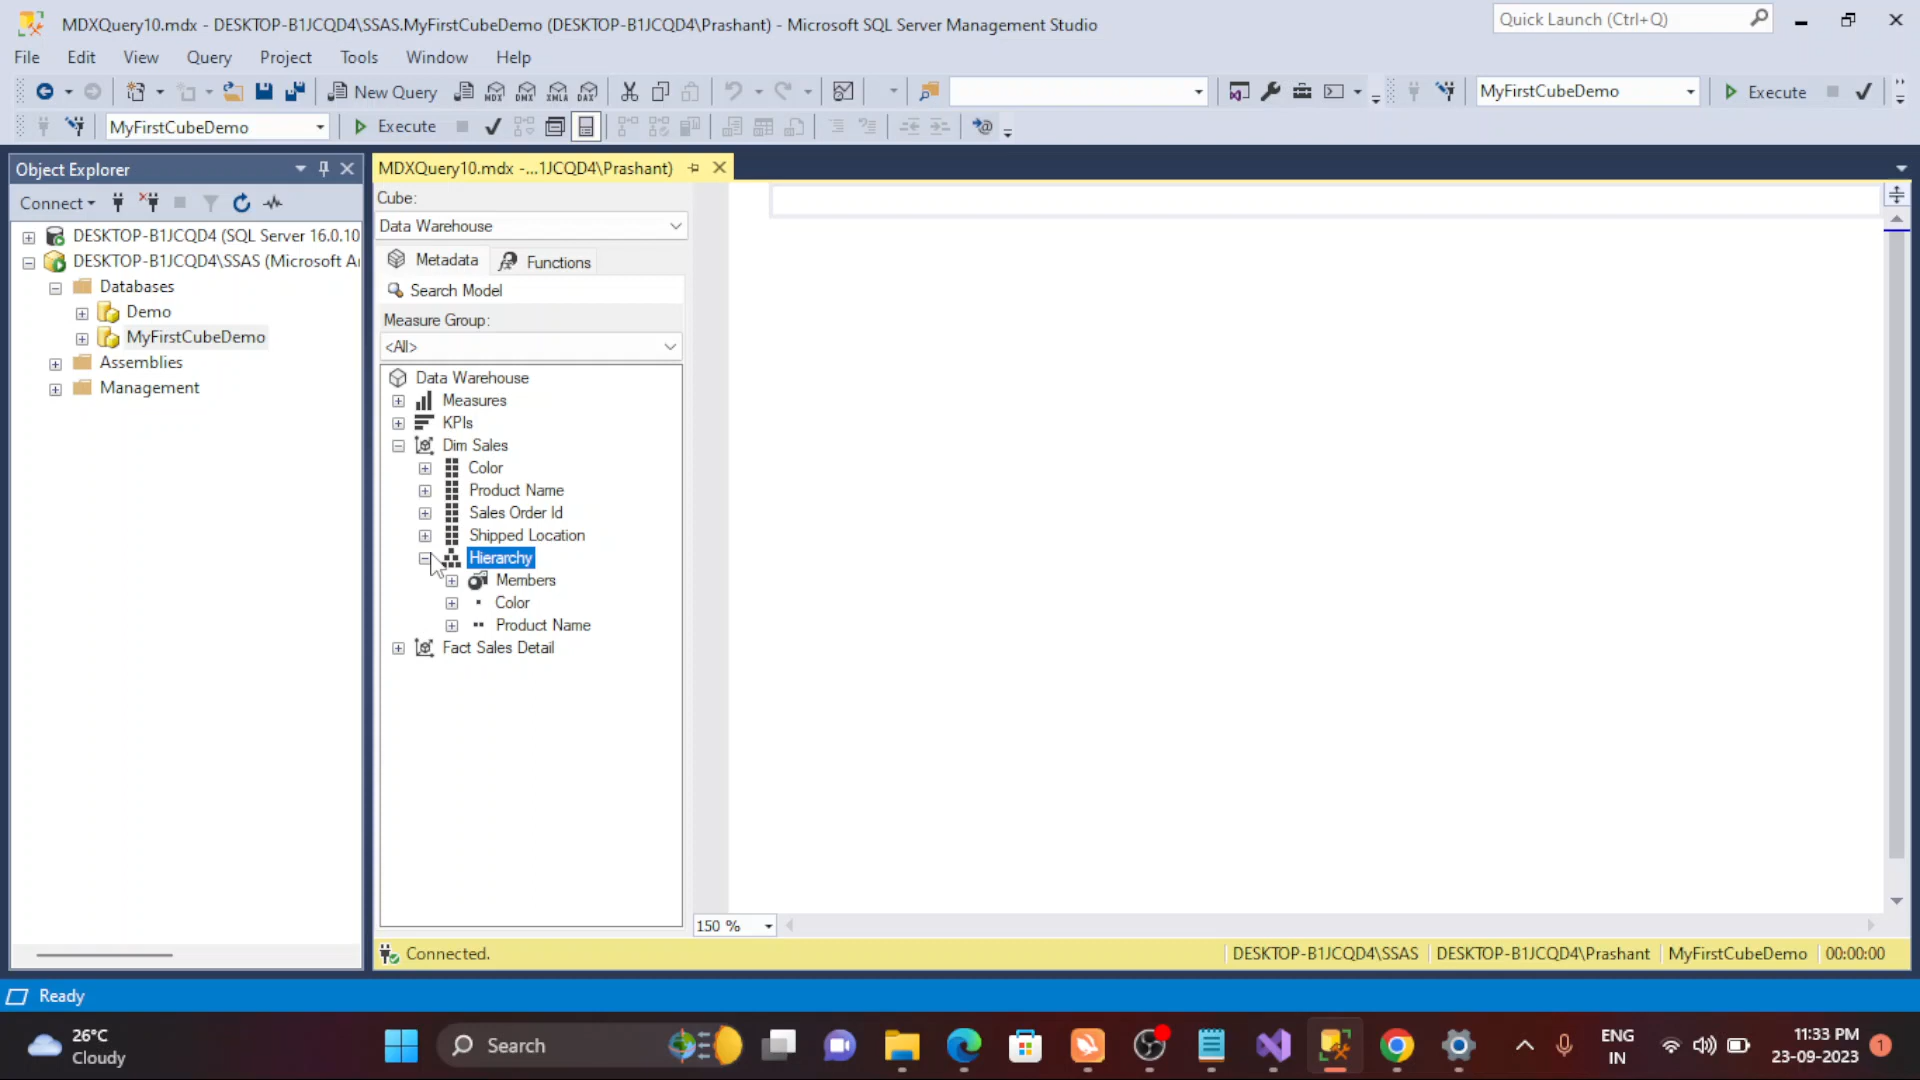 MDXQuery10.mdx - DESKTOP-B1JCQD4\SSAS.MyFirstCubeDemo (DESKTOP-B1JCQD4\Prashant) - Microsoft SQL Server Management Studio
Quick Launch (Ctrl+Q)
File Edit View Query Project Tools Window Help
New Query MDX DMX XMLA DAX MyFirstCubeDemo Execute
MyFirstCubeDemo Execute
Object Explorer
MDXQuery10.mdx -...1JCQD4\Prashant)
Connect
DESKTOP-B1JCQD4 (SQL Server 16.0.10
DESKTOP-B1JCQD4\SSAS (Microsoft A
Databases
Demo
MyFirstCubeDemo
Assemblies
Management
Cube:
Data Warehouse
Metadata
Functions
Search Model
Measure Group:
<All>
Data Warehouse
Measures
KPIs
Dim Sales
Color
Product Name
Sales Order Id
Shipped Location
Hierarchy
Members
Color
Product Name
Fact Sales Detail
150 %
Connected.
DESKTOP-B1JCQD4\SSAS
DESKTOP-B1JCQD4\Prashant
MyFirstCubeDemo
00:00:00
Ready
26°C
Cloudy
Search
ENG
IN
11:33 PM
23-09-2023
1